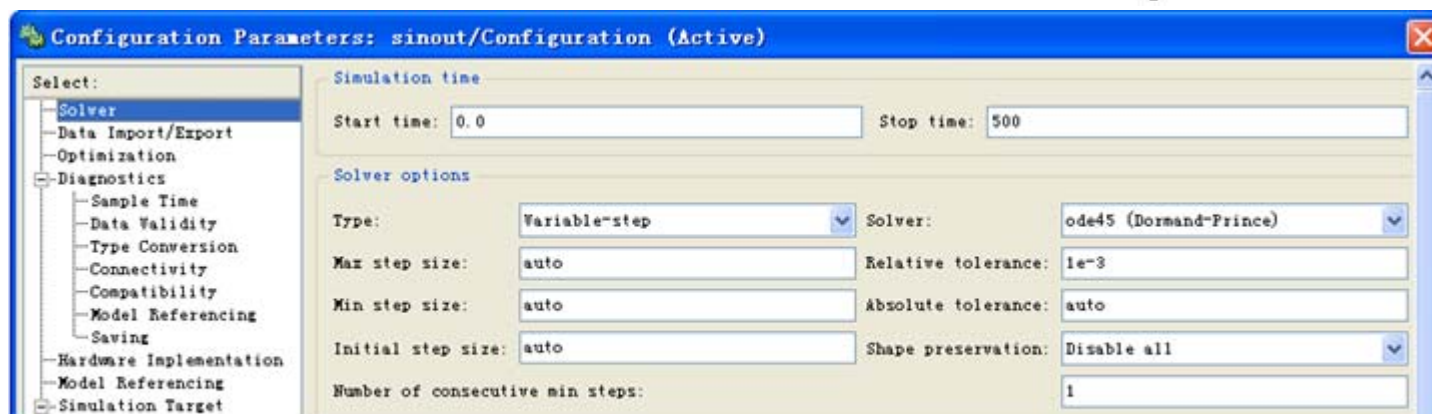 Configuration Parameters: sinout/Configuration (Active)
Select:
Solver
Data Import/Export
Optimization
Diagnostics
Sample Time
Data Validity
Type Conversion
Connectivity
Compatibility
Model Referencing
Saving
Hardware Implementation
Model Referencing
Simulation Target
Simulation time
Start time: 0.0 Stop time: 500
Solver options
Type: Variable-step Solver: ode45 (Dormand-Prince)
Max step size: auto Relative tolerance: 1e-3
Min step size: auto Absolute tolerance: auto
Initial step size: auto Shape preservation: Disable all
Number of consecutive min steps: 1